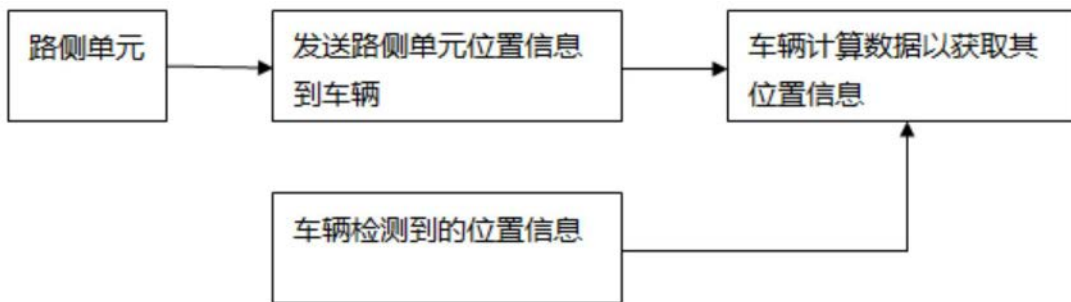 路侧单元
发送路侧单元位置信息
到车辆
车辆计算数据以获取其
位置信息
车辆检测到的位置信息